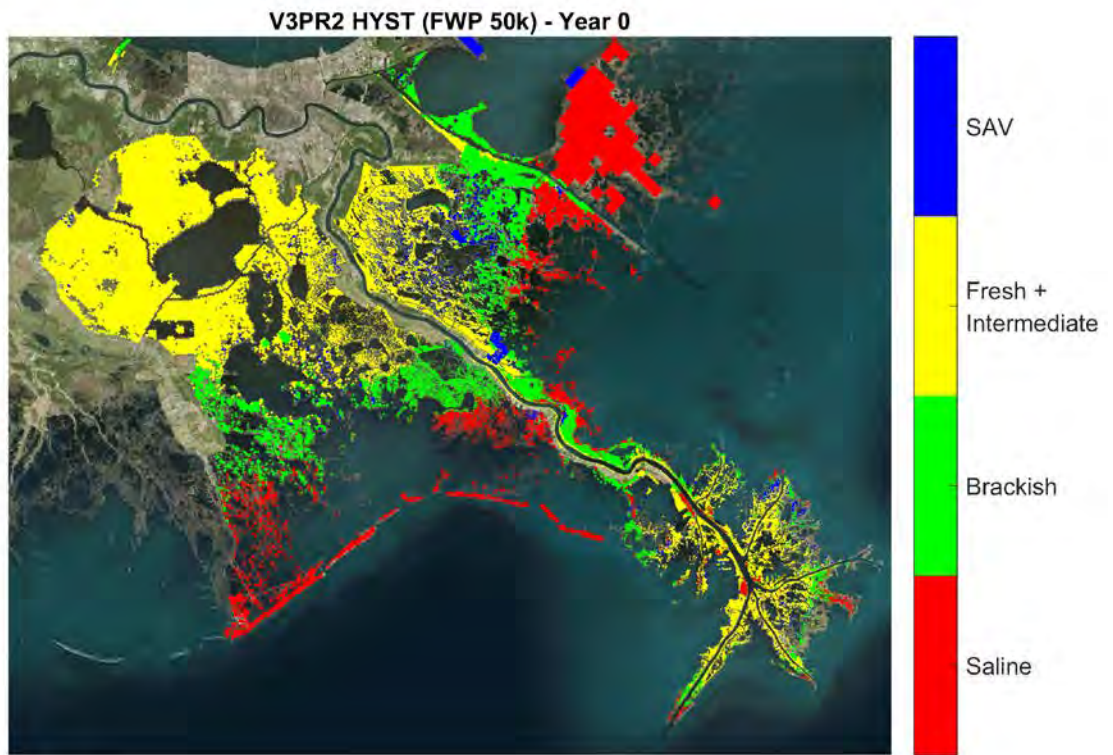 V3PR2 HYST (FWP 50k) - Year 0
SAV
Fresh +
Intermediate
Brackish
Saline